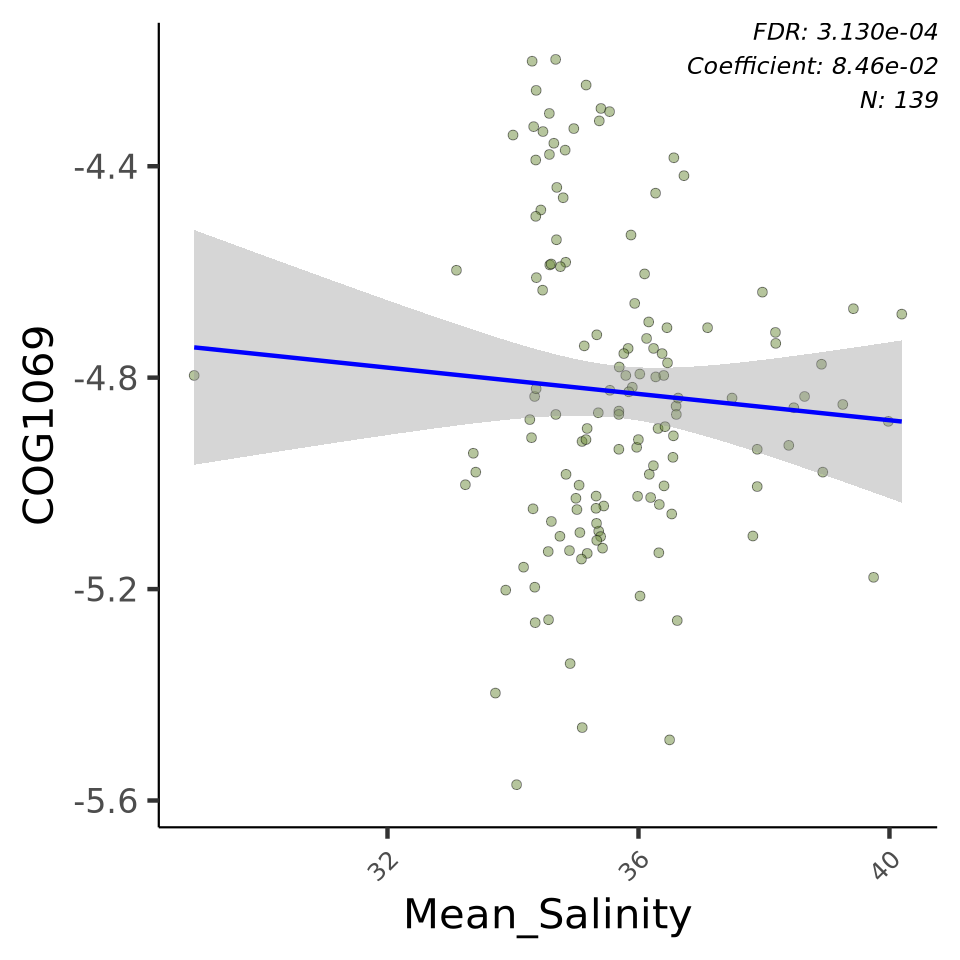 FDR: 3.130e-04
Coefficient: 8.46e-02
N: 139
-4.4
-4.8
-5.2
-5.6
COG1069
32
36
40
Mean_Salinity